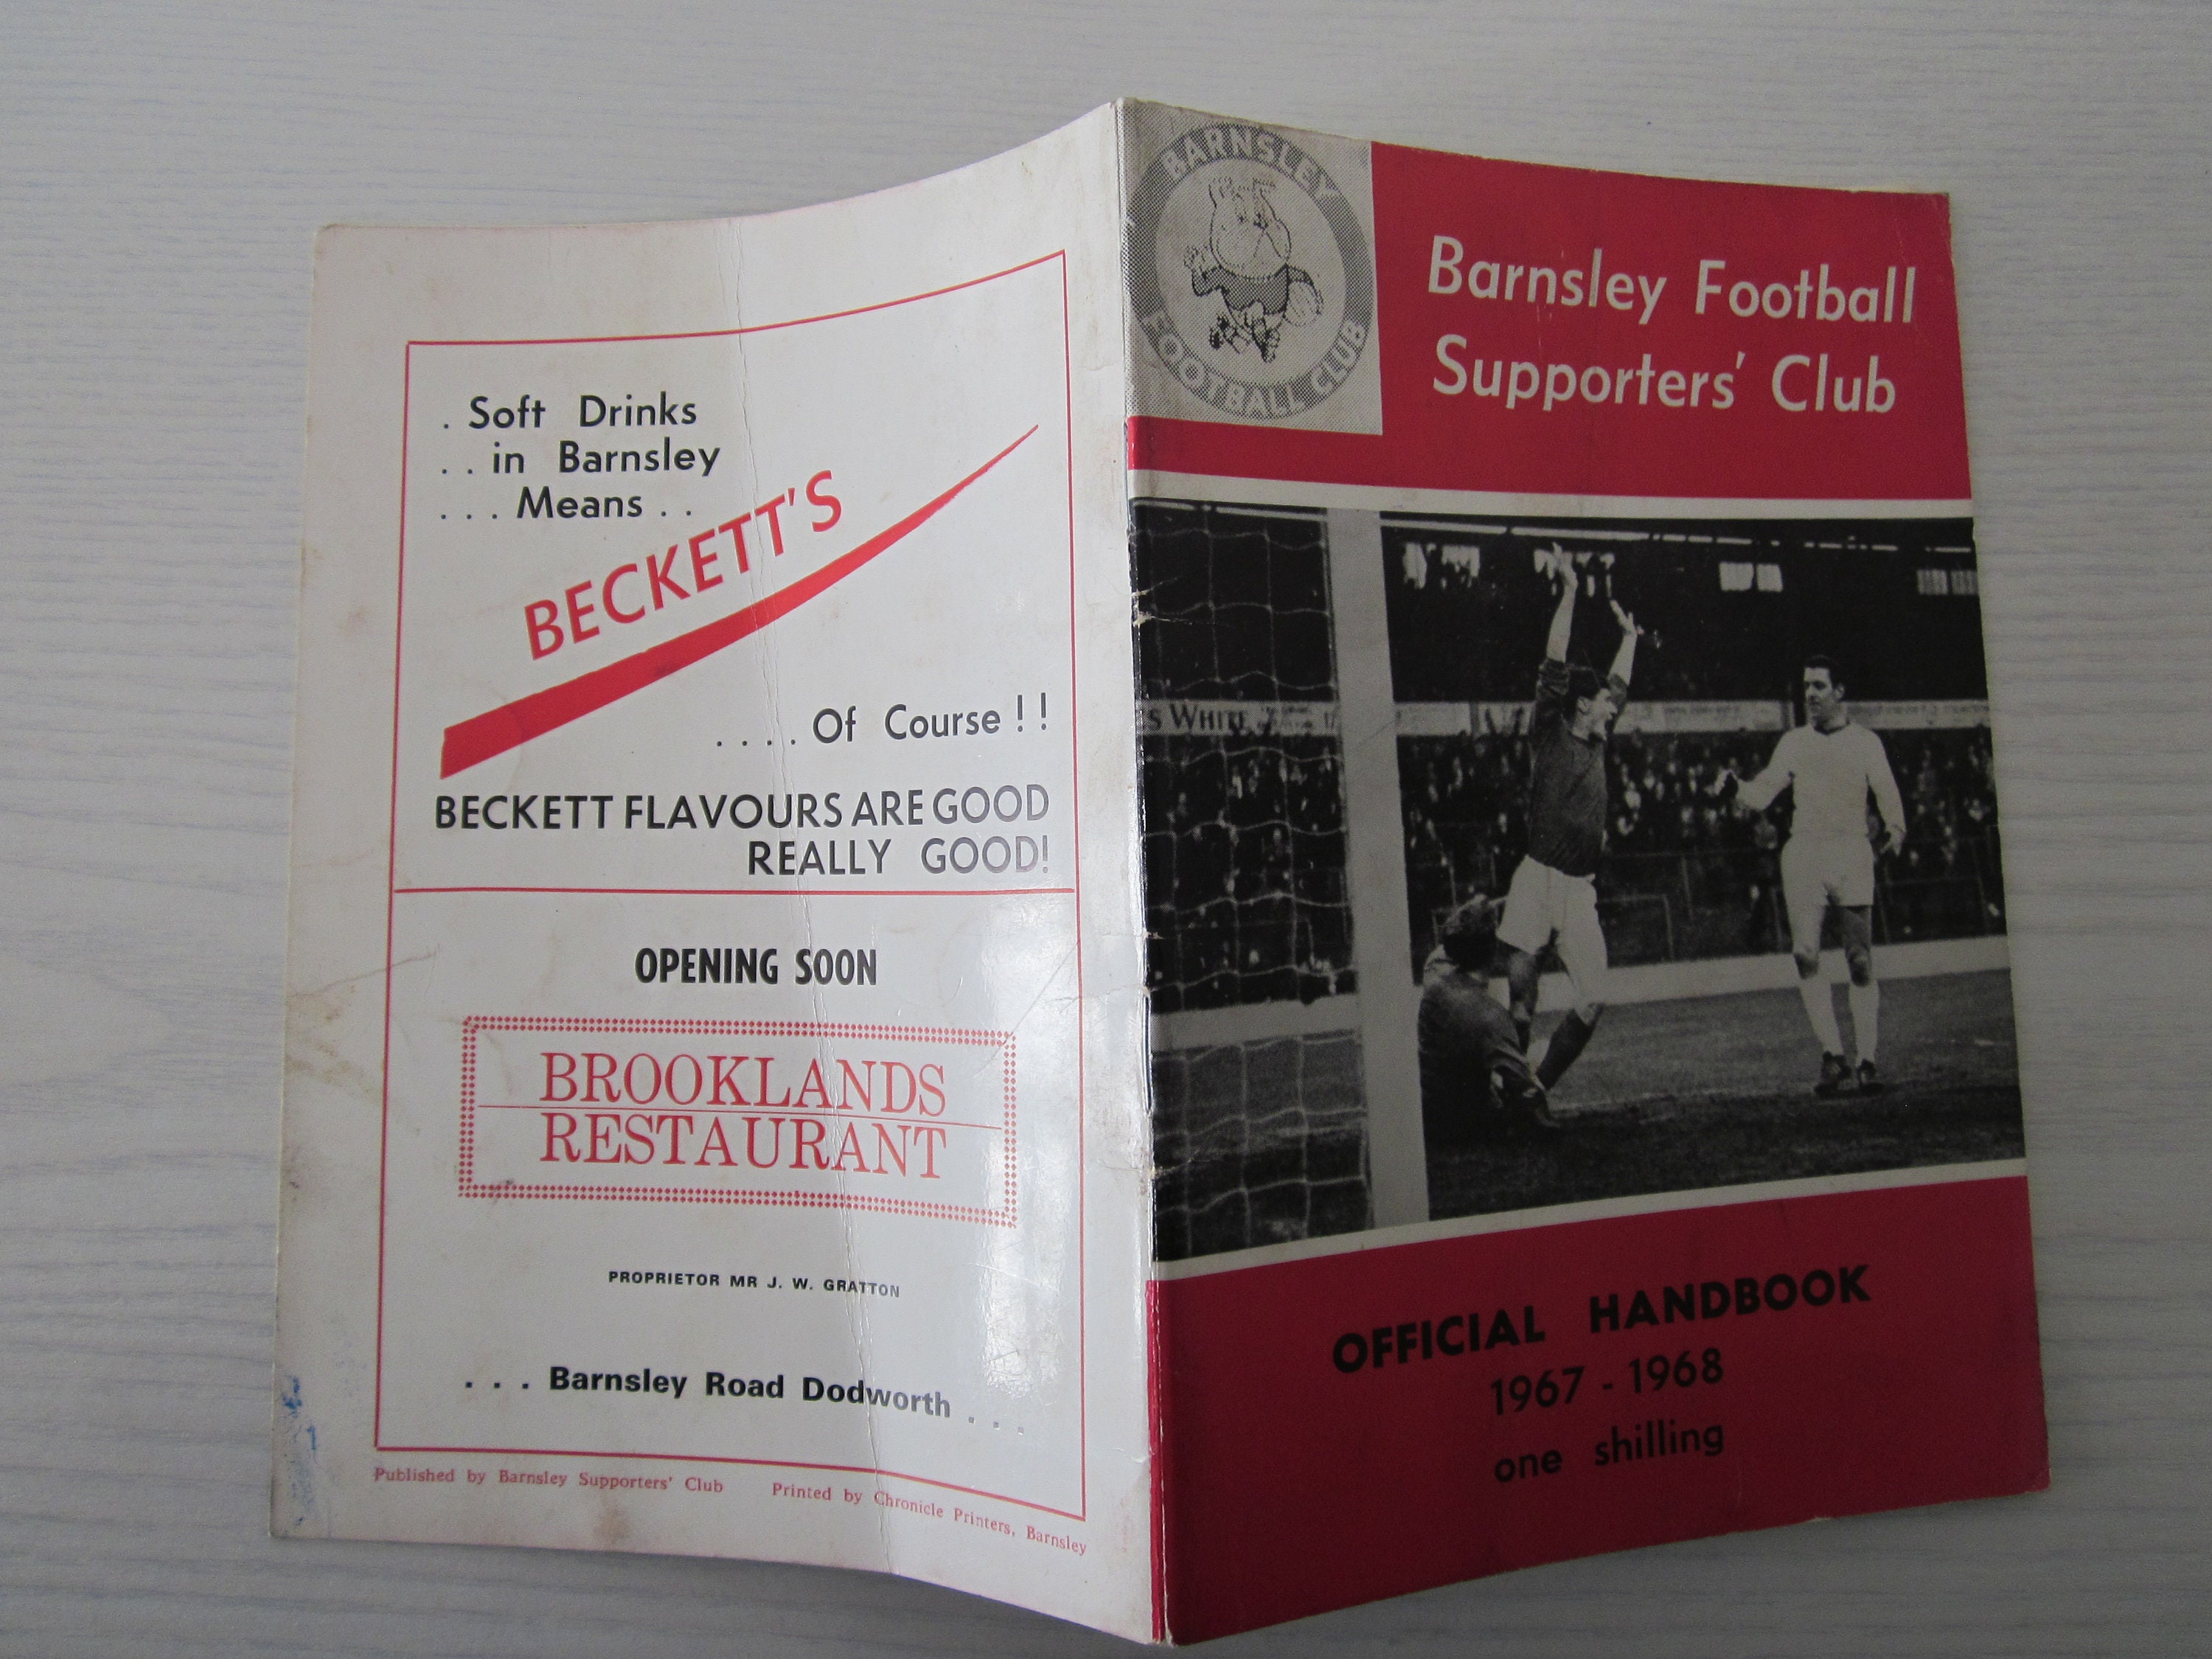 . Soft Drinks
. . in Barnsley
. . . Means . .
BECKETT'S
. . . . Of Course ! !
BECKETT FLAVOURS ARE GOOD
REALLY GOOD!
OPENING SOON
BROOKLANDS
RESTAURANT
PROPRIETOR MR J. W. GRATTON
. . . Barnsley Road Dodworth . . .
Published by Barnsley Supporters' Club Printed by Chronicle Printers, Barnsley
BARNSLEY
FOOTBALL CLUB
Barnsley Football
Supporters' Club
S WHITE
OFFICIAL HANDBOOK
1967 - 1968
one shilling